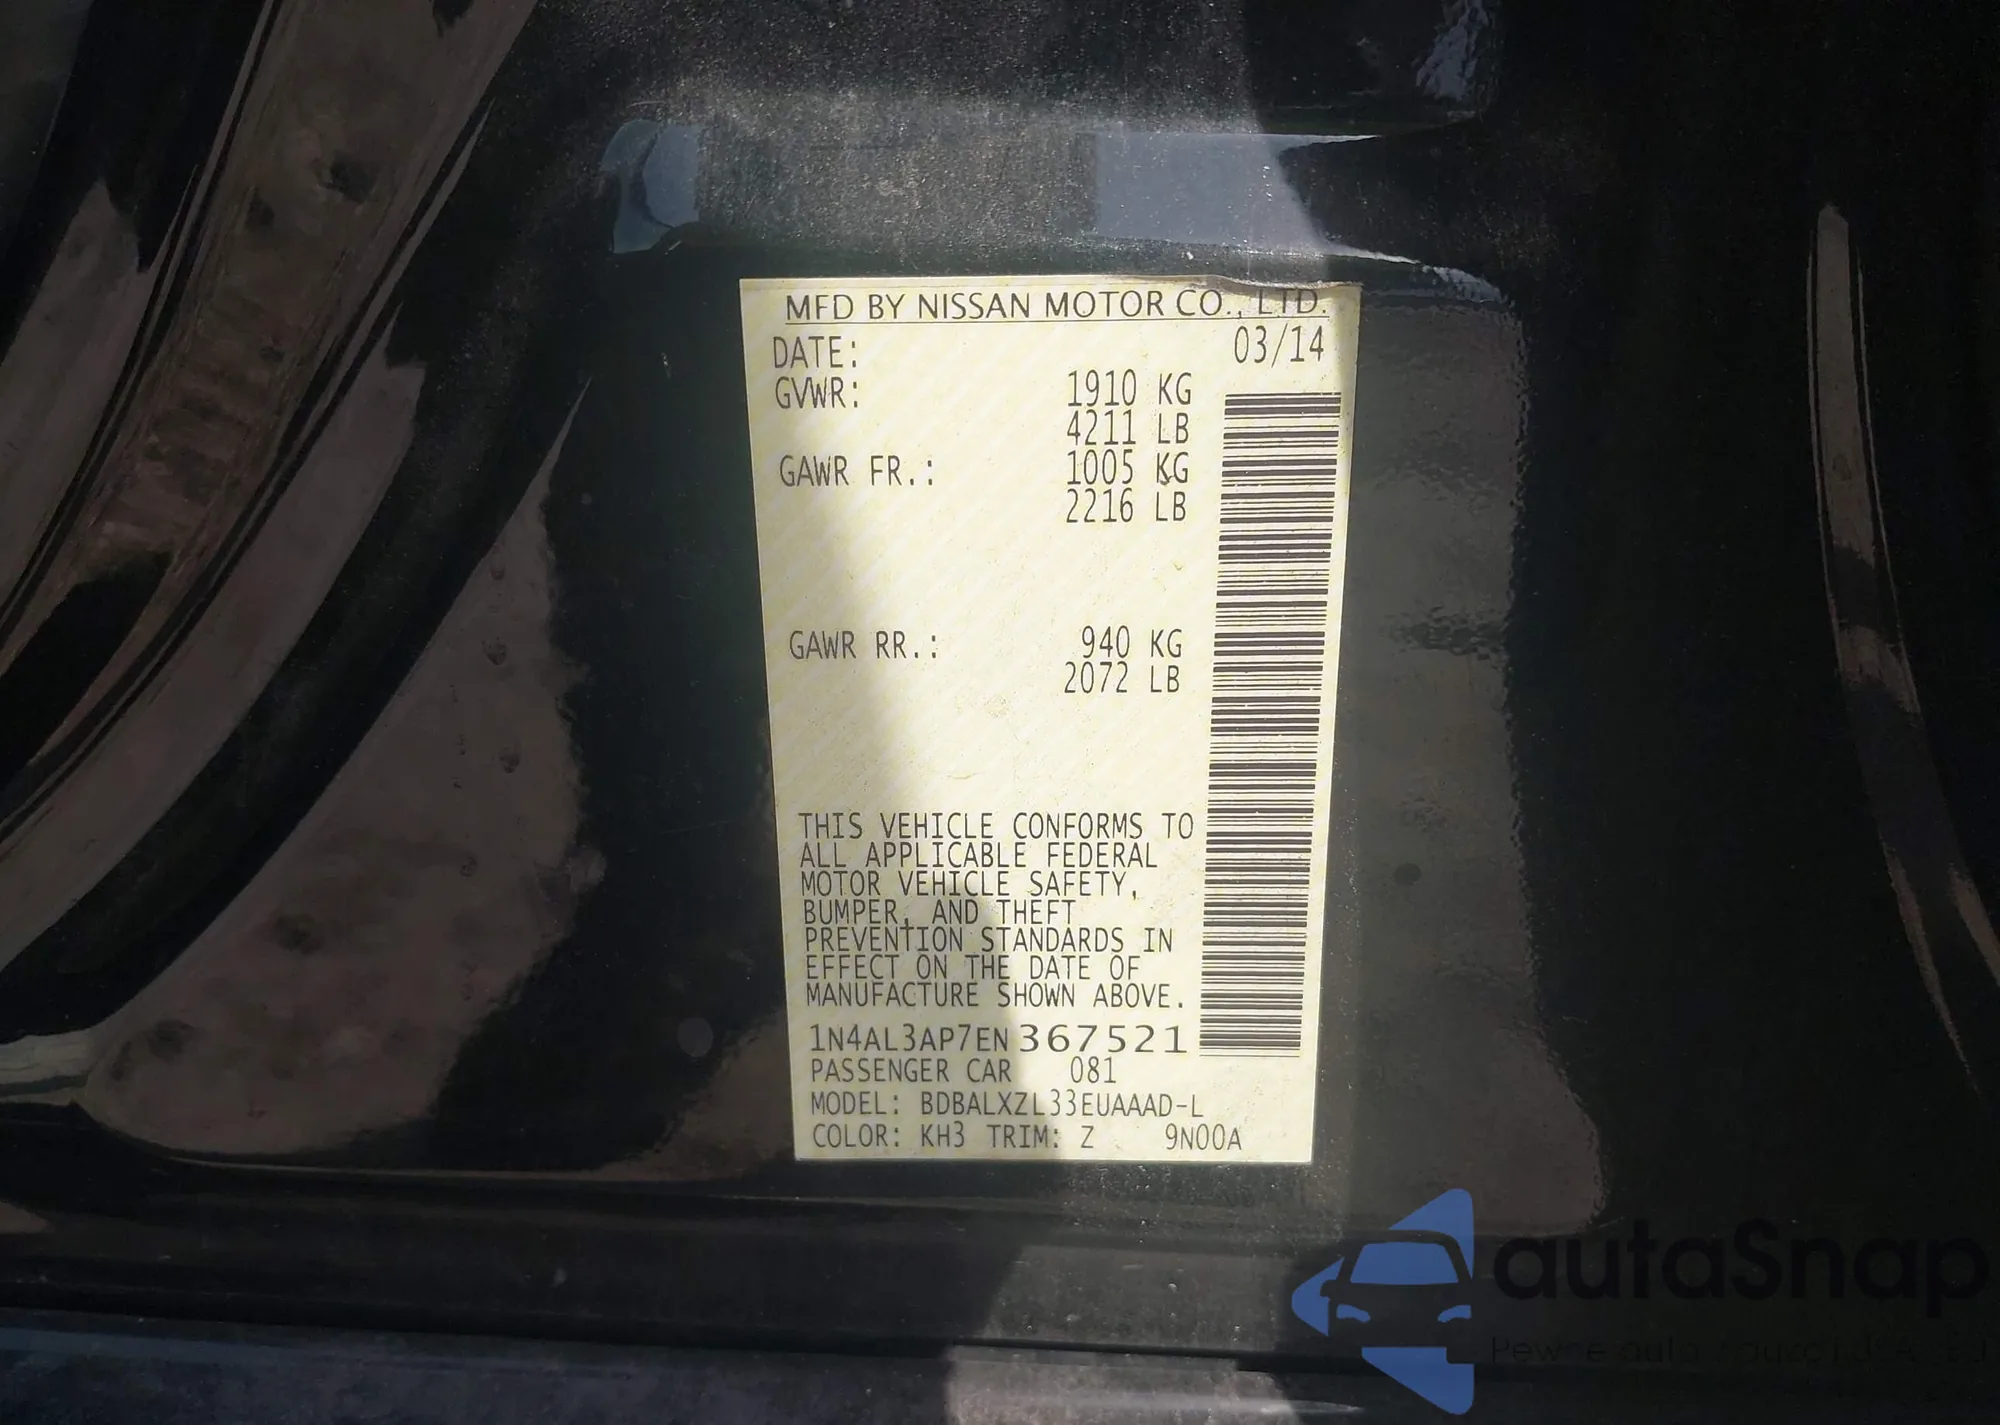 MFD BY NISSAN MOTOR CO., LTD.
DATE: 03/14
GVWR: 1910 KG
4211 LB
GAWR FR.: 1005 KG
2216 LB
GAWR RR.: 940 KG
2072 LB
THIS VEHICLE CONFORMS TO
ALL APPLICABLE FEDERAL
MOTOR VEHICLE SAFETY,
BUMPER, AND THEFT
PREVENTION STANDARDS IN
EFFECT ON THE DATE OF
MANUFACTURE SHOWN ABOVE.
1N4AL3AP7EN367521
PASSENGER CAR 081
MODEL: BDBALXZL33EUAAAD-L
COLOR: KH3 TRIM: Z 9N00A
autaSnap
Pewne auto z